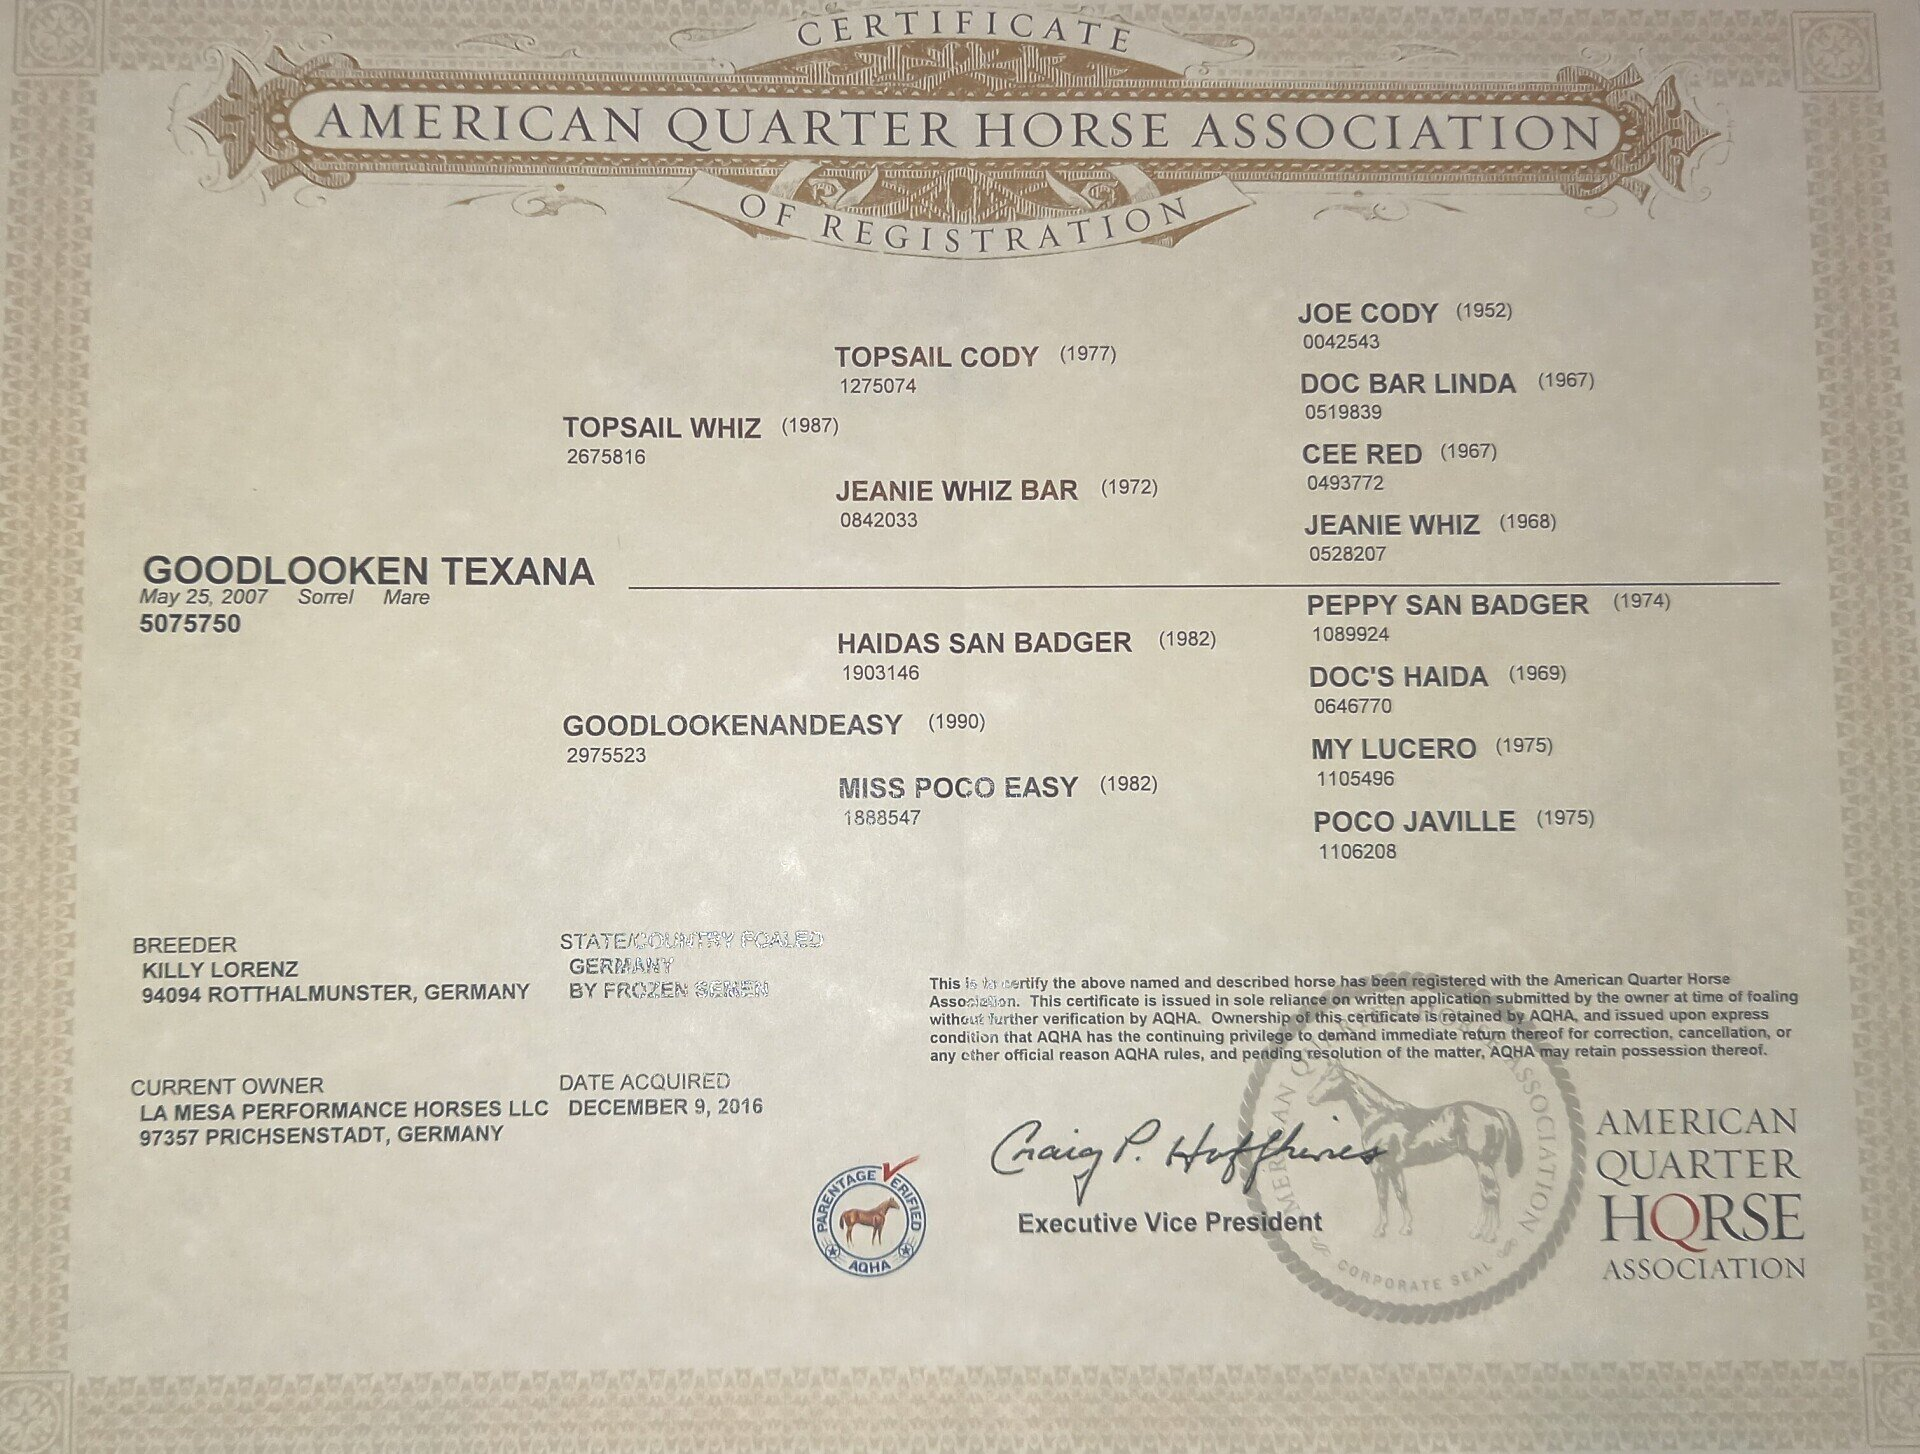 CERTIFICATE
AMERICAN QUARTER HORSE ASSOCIATION
OF REGISTRATION
JOE CODY (1952)
0042543
TOPSAIL CODY (1977)
1275074
DOC BAR LINDA (1967)
0519839
TOPSAIL WHIZ (1987)
2675816
CEE RED (1967)
0493772
JEANIE WHIZ BAR (1972)
0842033
JEANIE WHIZ (1968)
0528207
GOODLOOKEN TEXANA
May 25, 2007 Sorrel Mare
5075750
PEPPY SAN BADGER (1974)
1089924
HAIDAS SAN BADGER (1982)
1903146
DOC'S HAIDA (1969)
0646770
GOODLOOKENANDEASY (1990)
2975523
MY LUCERO (1975)
1105496
MISS POCO EASY (1982)
1888547
POCO JAVILLE (1975)
1106208
BREEDER
KILLY LORENZ
94094 ROTTHALMUNSTER, GERMANY
STATE/COUNTRY FOALED
GERMANY
BY FROZEN SEMEN
This is to certify the above named and described horse has been registered with the American Quarter Horse
Association. This certificate is issued in sole reliance on written application submitted by the owner at time of foaling
without further verification by AQHA. Ownership of this certificate is retained by AQHA, and issued upon express
condition that AQHA has the continuing privilege to demand immediate return thereof for correction, cancellation, or
any other official reason AQHA rules, and pending resolution of the matter, AQHA may retain possession thereof.
CURRENT OWNER
LA MESA PERFORMANCE HORSES LLC
97357 PRICHSENSTADT, GERMANY
DATE ACQUIRED
DECEMBER 9, 2016
PARENTAGE VERIFIED
AQHA
Craig P. Huffhines
Executive Vice President
AMERICAN QUARTER HORSE ASSOCIATION
CORPORATE SEAL
AMERICAN
QUARTER
HORSE
ASSOCIATION